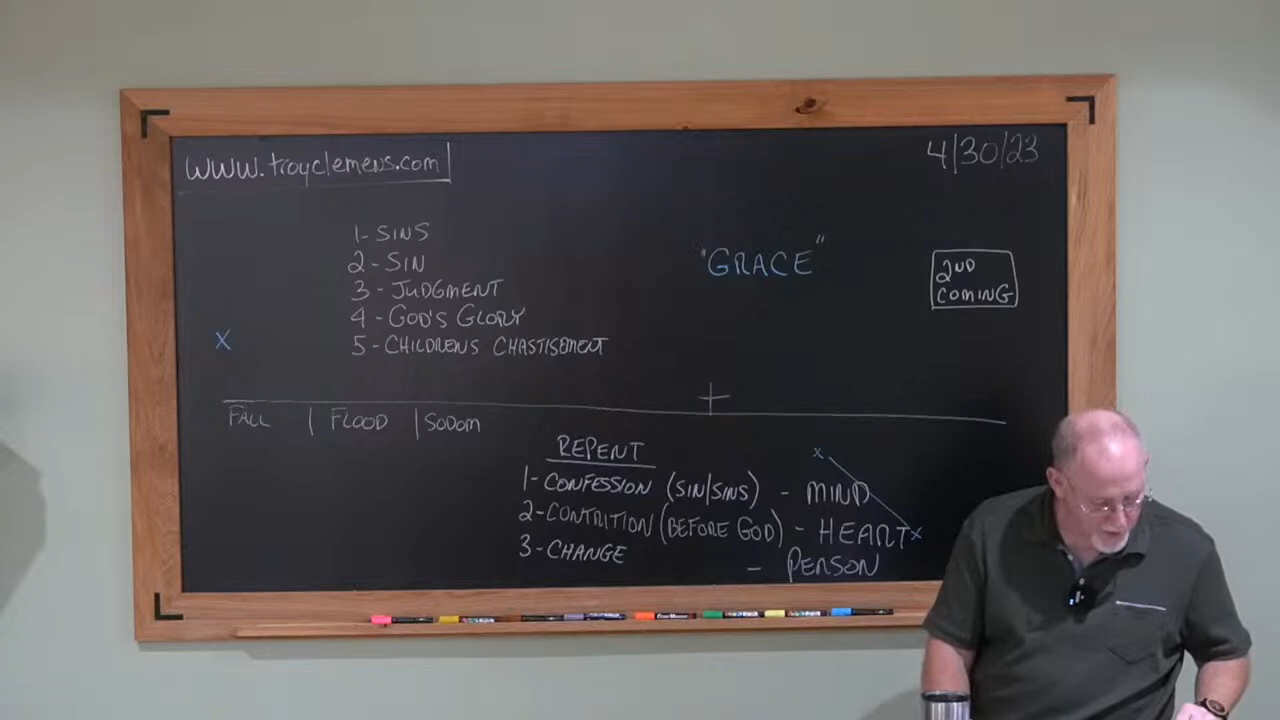 www.troyclemens.com
4/30/23
1- SINS
2- SIN
3- JUDGMENT
4- GOD'S GLORY
5- CHILDRENS CHASTISEMENT
"GRACE"
2ND
COMING
X
FALL | FLOOD | SODOM
REPENT
1- CONFESSION (SIN/SINS) - MIND
2- CONTRITION (BEFORE GOD) - HEART
3- CHANGE - PERSON
x
x